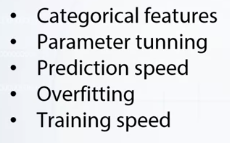 • Categorical features
• Parameter tunning
• Prediction speed
• Overfitting
• Training speed